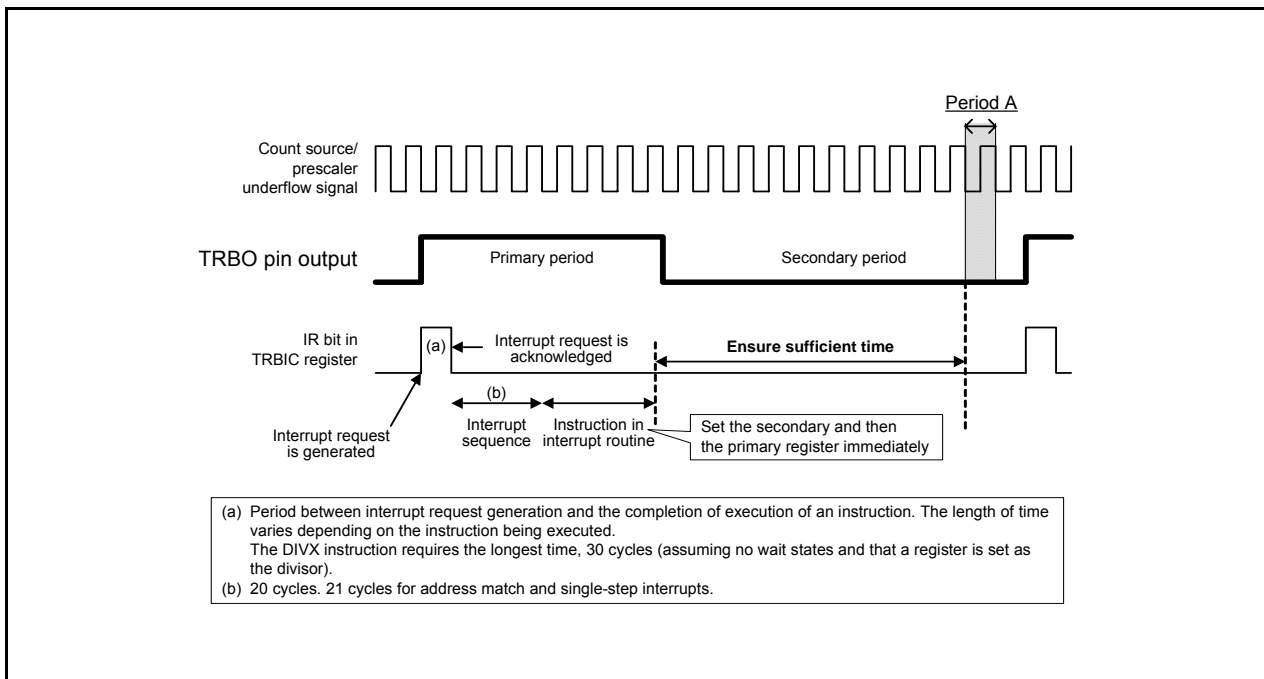 Period A
Count source/
prescaler
underflow signal
TRBO pin output
Primary period
Secondary period
IR bit in
TRBIC register
(a)
Interrupt request is
acknowledged
Ensure sufficient time
(b)
Interrupt
sequence
Instruction in
interrupt routine
Set the secondary and then
the primary register immediately
Interrupt request
is generated
(a) Period between interrupt request generation and the completion of execution of an instruction. The length of time
varies depending on the instruction being executed.
The DIVX instruction requires the longest time, 30 cycles (assuming no wait states and that a register is set as
the divisor).
(b) 20 cycles. 21 cycles for address match and single-step interrupts.